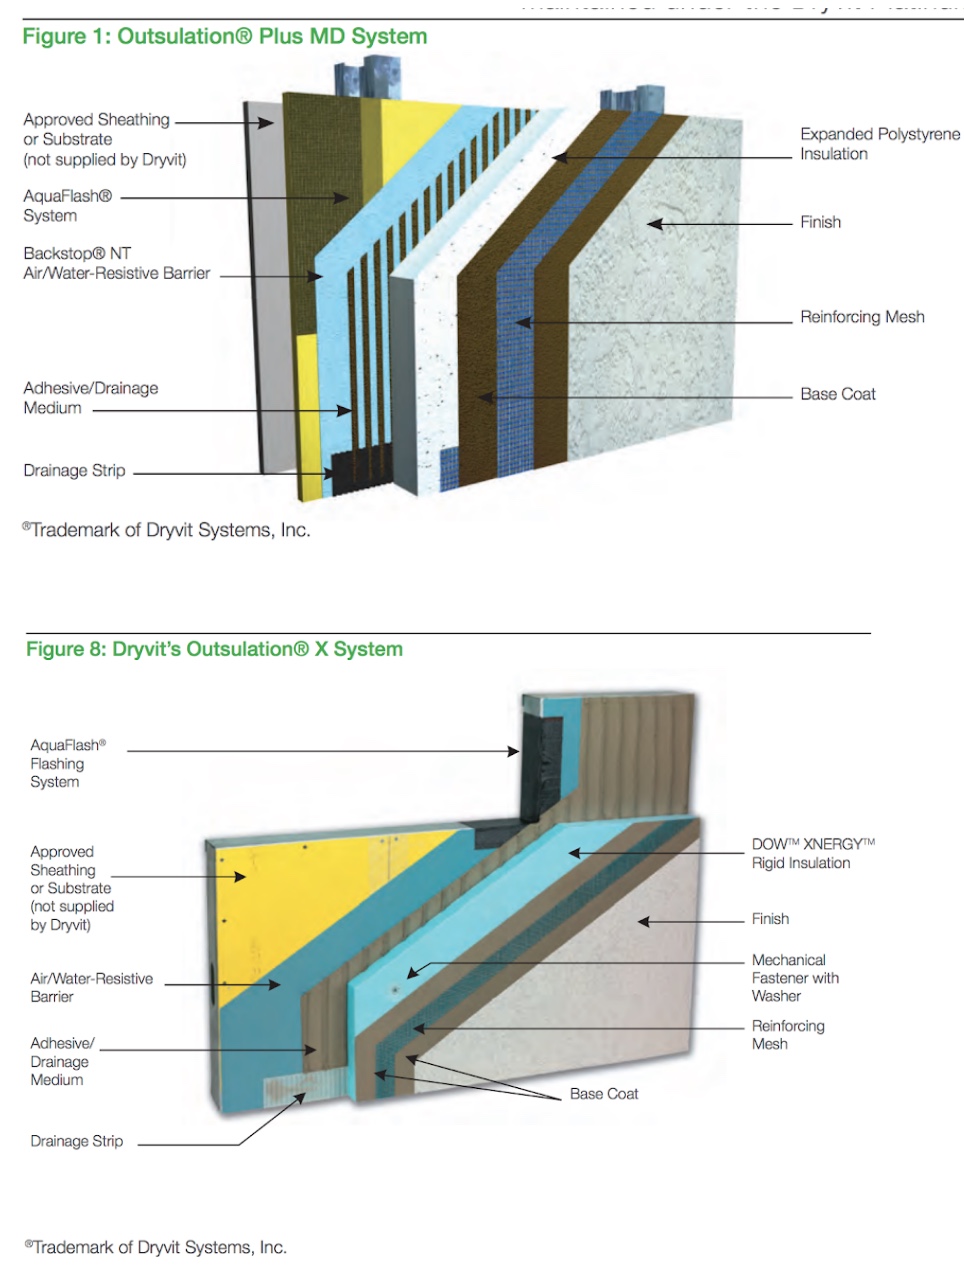 Figure 1: Outsulation® Plus MD System
Approved Sheathing
or Substrate
(not supplied by Dryvit)
AquaFlash®
System
Backstop® NT
Air/Water-Resistive Barrier
Adhesive/Drainage
Medium
Drainage Strip
Expanded Polystyrene
Insulation
Finish
Reinforcing Mesh
Base Coat
®Trademark of Dryvit Systems, Inc.
Figure 8: Dryvit's Outsulation® X System
AquaFlash®
Flashing
System
Approved
Sheathing
or Substrate
(not supplied
by Dryvit)
Air/Water-Resistive
Barrier
Adhesive/
Drainage
Medium
Drainage Strip
DOW™ XNERGY™
Rigid Insulation
Finish
Mechanical
Fastener with
Washer
Reinforcing
Mesh
Base Coat
®Trademark of Dryvit Systems, Inc.